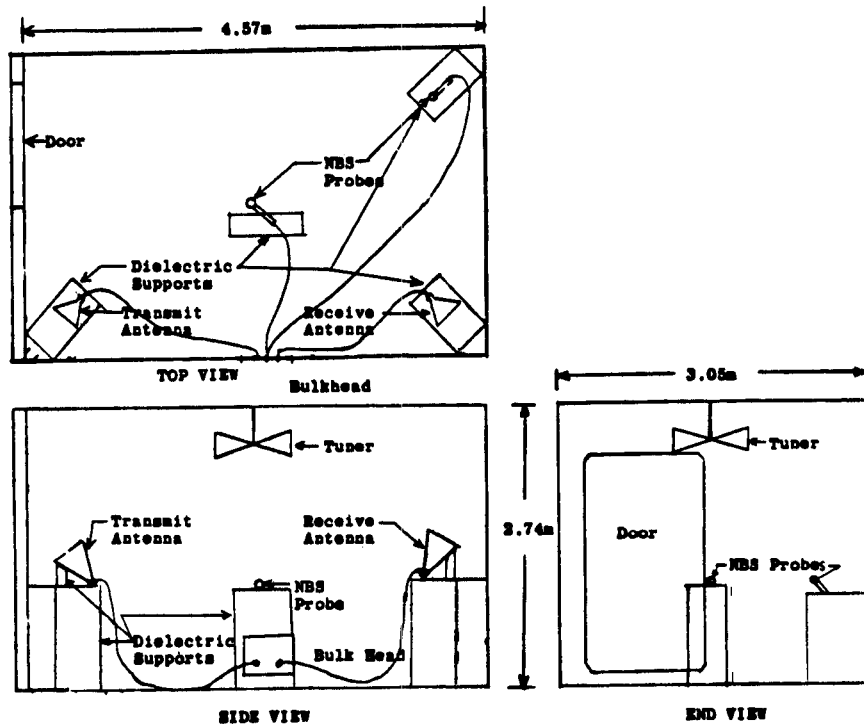 4.57m
Door
NBS
Probes
Dielectric
Supports
Transmit
Antenna
Receive
Antenna
TOP VIEW
Bulkhead
3.05m
Tuner
Tuner
Transmit
Antenna
Receive
Antenna
2.74m
Door
NBS Probes
NBS
Probe
Dielectric
Supports
Bulk Head
SIDE VIEW
END VIEW